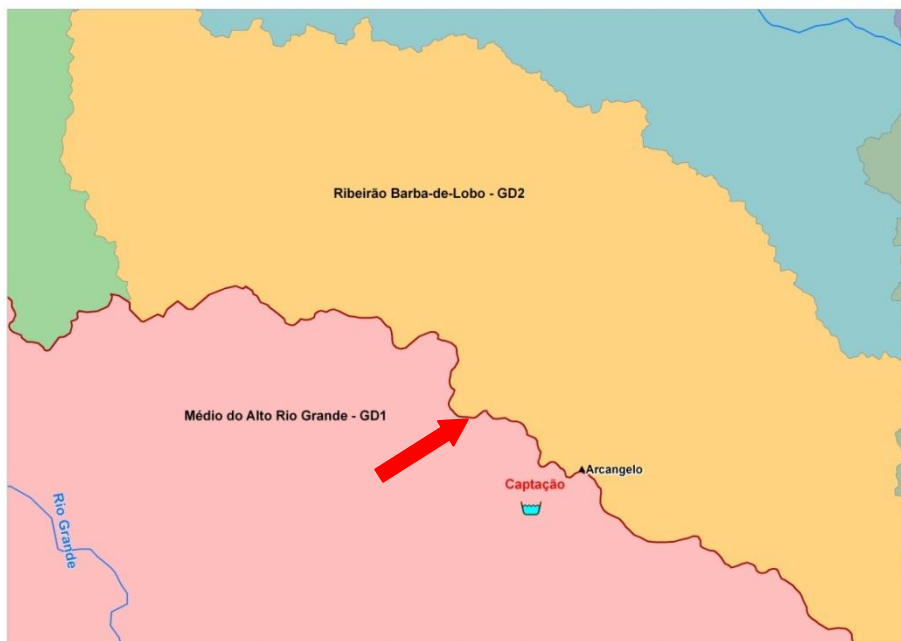 Ribeirão Barba-de-Lobo - GD2
Médio do Alto Rio Grande - GD1
Arcangelo
Captação
Rio Grande